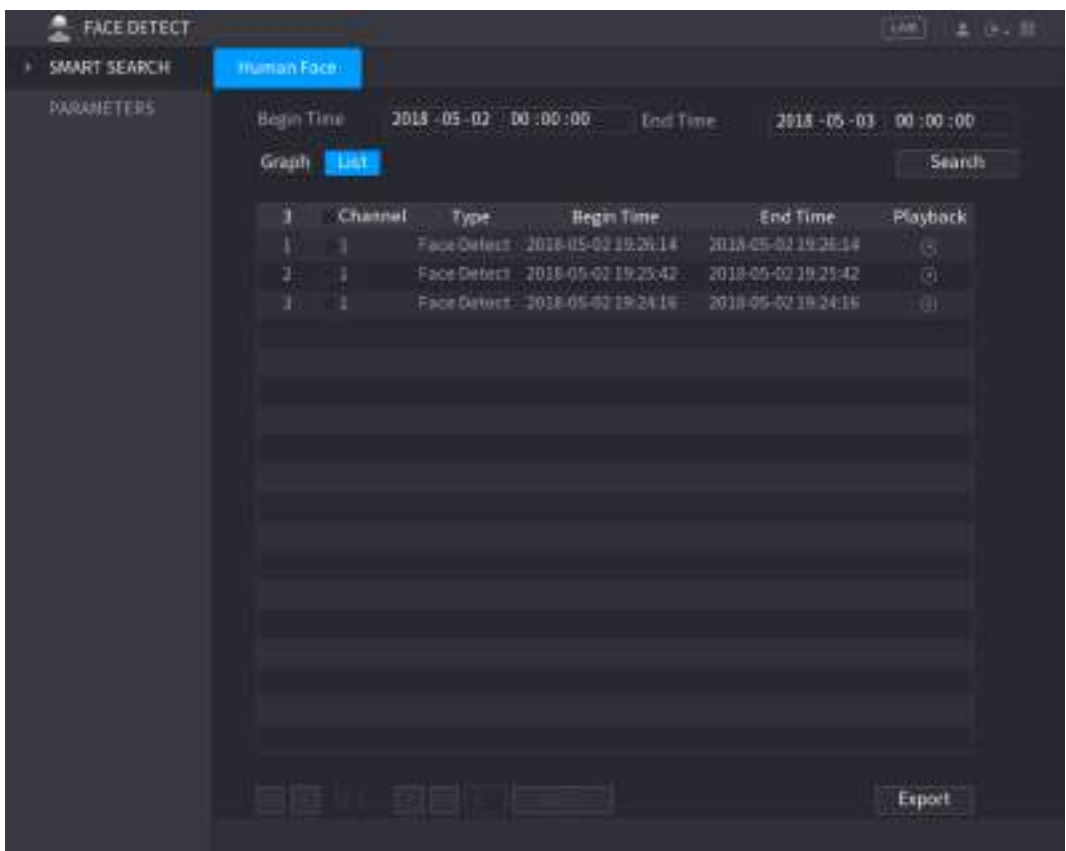 FACE DETECT LIVE
SMART SEARCH Human Face
PARAMETERS
Begin Time 2018 -05 -02 00 :00 :00 End Time 2018 -05 -03 00 :00 :00
Graph List Search
3 Channel Type Begin Time End Time Playback
1 1 Face Detect 2018-05-02 19:26:14 2018-05-02 19:26:14
2 1 Face Detect 2018-05-02 19:25:42 2018-05-02 19:25:42
3 1 Face Detect 2018-05-02 19:24:16 2018-05-02 19:24:16
Export